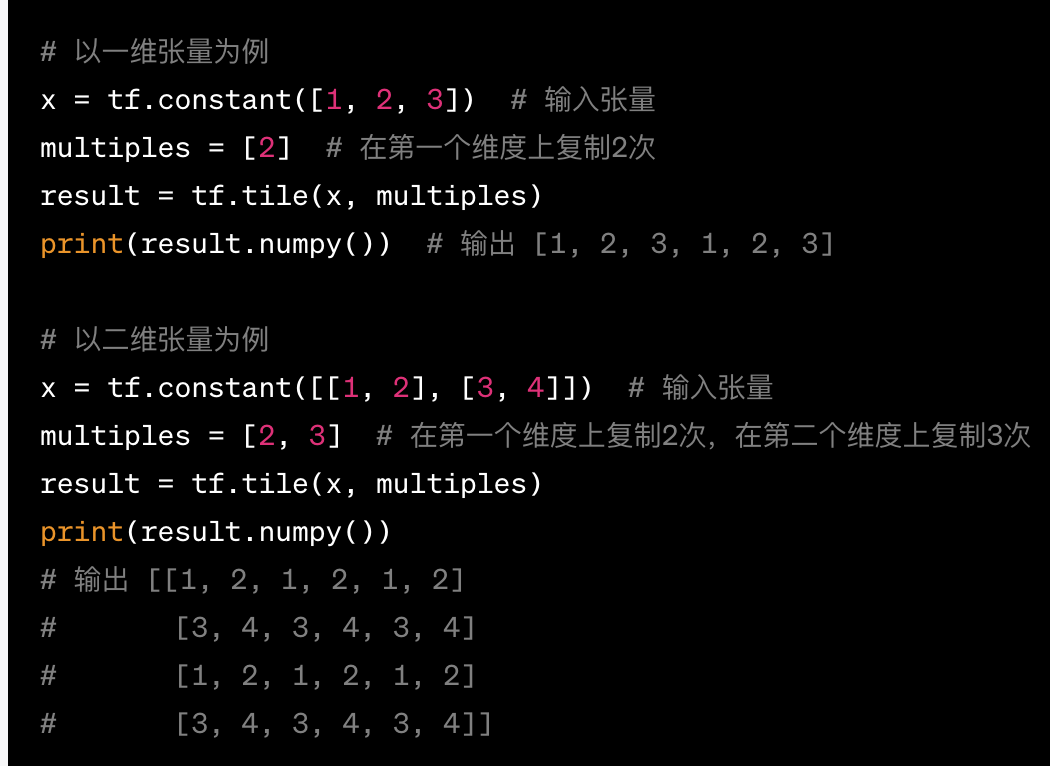 # 以一维张量为例
x = tf.constant([1, 2, 3])  # 输入张量
multiples = [2]  # 在第一个维度上复制2次
result = tf.tile(x, multiples)
print(result.numpy())  # 输出 [1, 2, 3, 1, 2, 3]

# 以二维张量为例
x = tf.constant([[1, 2], [3, 4]])  # 输入张量
multiples = [2, 3]  # 在第一个维度上复制2次，在第二个维度上复制3次
result = tf.tile(x, multiples)
print(result.numpy())
# 输出 [[1, 2, 1, 2, 1, 2]
#       [3, 4, 3, 4, 3, 4]
#       [1, 2, 1, 2, 1, 2]
#       [3, 4, 3, 4, 3, 4]]